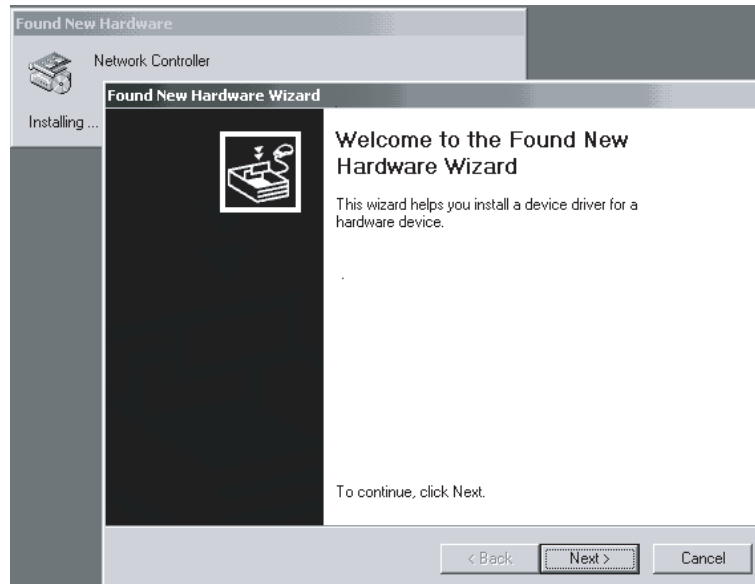 Found New Hardware
Network Controller
Installing ...
Found New Hardware Wizard
Welcome to the Found New
Hardware Wizard
This wizard helps you install a device driver for a
hardware device.
To continue, click Next.
< Back
Next >
Cancel